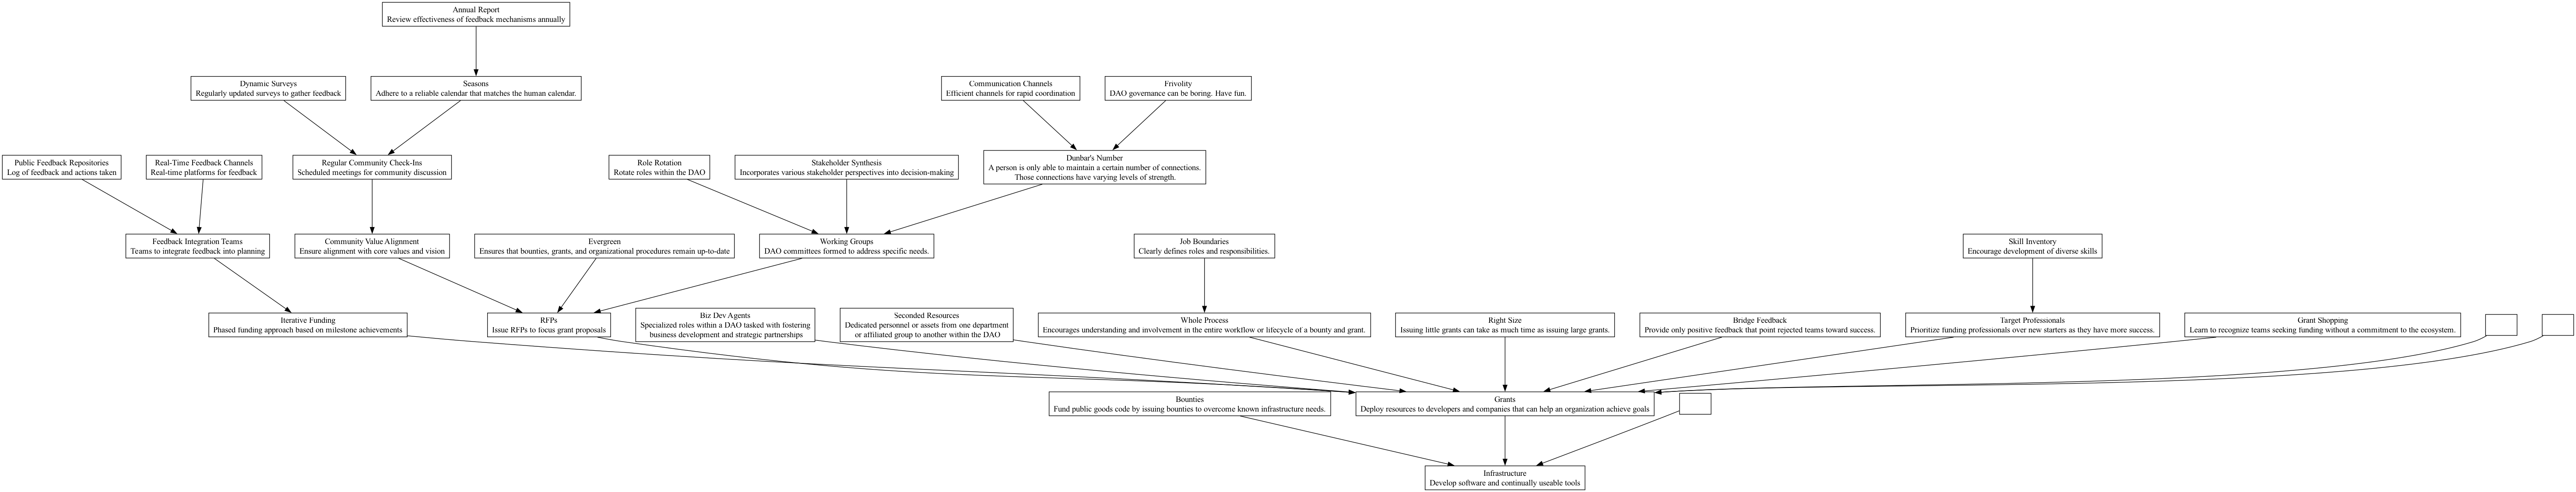 Annual Report
Review effectiveness of feedback mechanisms annually
Dynamic Surveys
Regularly updated surveys to gather feedback
Seasons
Adhere to a reliable calendar that matches the human calendar.
Communication Channels
Efficient channels for rapid coordination
Frivolity
DAO governance can be boring. Have fun.
Public Feedback Repositories
Log of feedback and actions taken
Real-Time Feedback Channels
Real-time platforms for feedback
Regular Community Check-Ins
Scheduled meetings for community discussion
Role Rotation
Rotate roles within the DAO
Stakeholder Synthesis
Incorporates various stakeholder perspectives into decision-making
Dunbar's Number
A person is only able to maintain a certain number of connections.
Those connections have varying levels of strength.
Feedback Integration Teams
Teams to integrate feedback into planning
Community Value Alignment
Ensure alignment with core values and vision
Evergreen
Ensures that bounties, grants, and organizational procedures remain up-to-date
Working Groups
DAO committees formed to address specific needs.
Job Boundaries
Clearly defines roles and responsibilities.
Skill Inventory
Encourage development of diverse skills
Iterative Funding
Phased funding approach based on milestone achievements
RFPs
Issue RFPs to focus grant proposals
Biz Dev Agents
Specialized roles within a DAO tasked with fostering
business development and strategic partnerships
Seconded Resources
Dedicated personnel or assets from one department
or affiliated group to another within the DAO
Whole Process
Encourages understanding and involvement in the entire workflow or lifecycle of a bounty and grant.
Right Size
Issuing little grants can take as much time as issuing large grants.
Bridge Feedback
Provide only positive feedback that point rejected teams toward success.
Target Professionals
Prioritize funding professionals over new starters as they have more success.
Grant Shopping
Learn to recognize teams seeking funding without a commitment to the ecosystem.
Bounties
Fund public goods code by issuing bounties to overcome known infrastructure needs.
Grants
Deploy resources to developers and companies that can help an organization achieve goals
Infrastructure
Develop software and continually useable tools